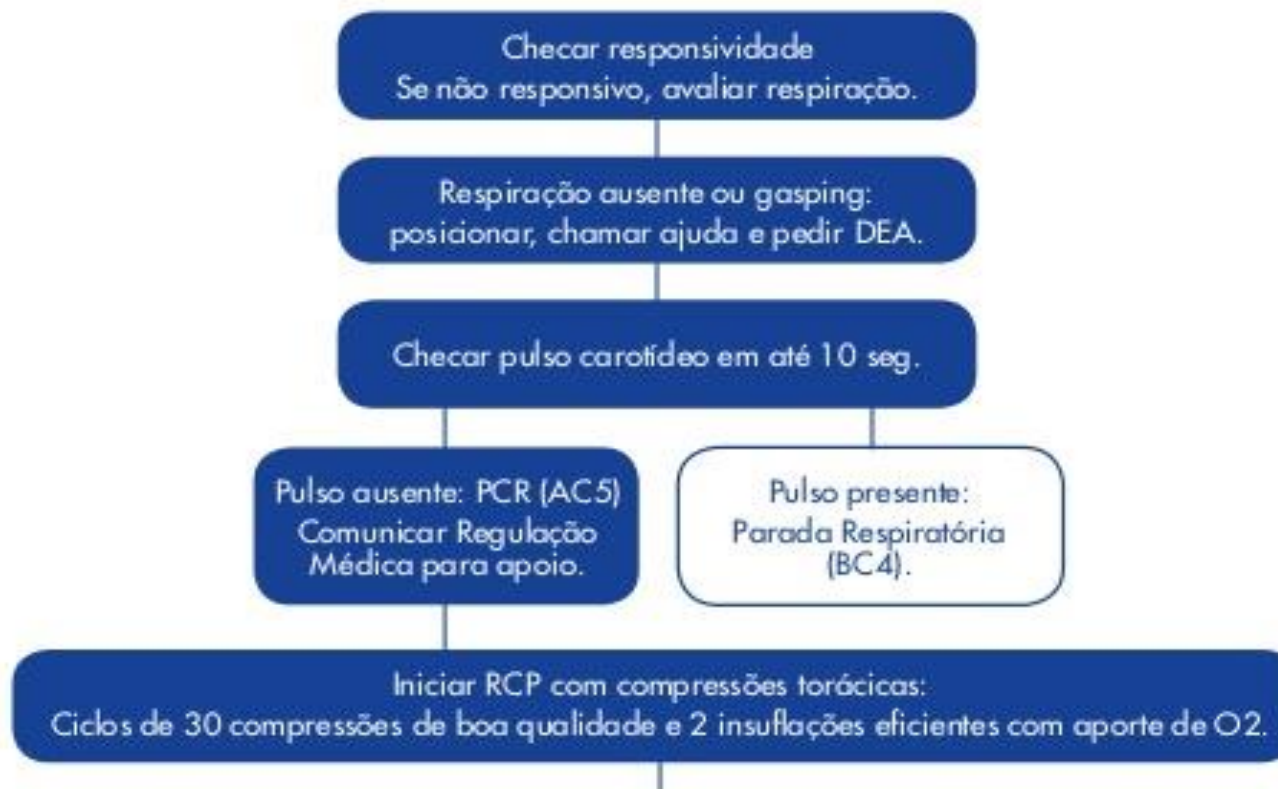 Checar responsividade
Se não responsivo, avaliar respiração.
Respiração ausente ou gasping:
posicionar, chamar ajuda e pedir DEA.
Checar pulso carotídeo em até 10 seg.
Pulso ausente: PCR (AC5)
Comunicar Regulação
Médica para apoio.
Pulso presente:
Parada Respiratória
(BC4).
Iniciar RCP com compressões torácicas:
Ciclos de 30 compressões de boa qualidade e 2 insuflações eficientes com aporte de O2.